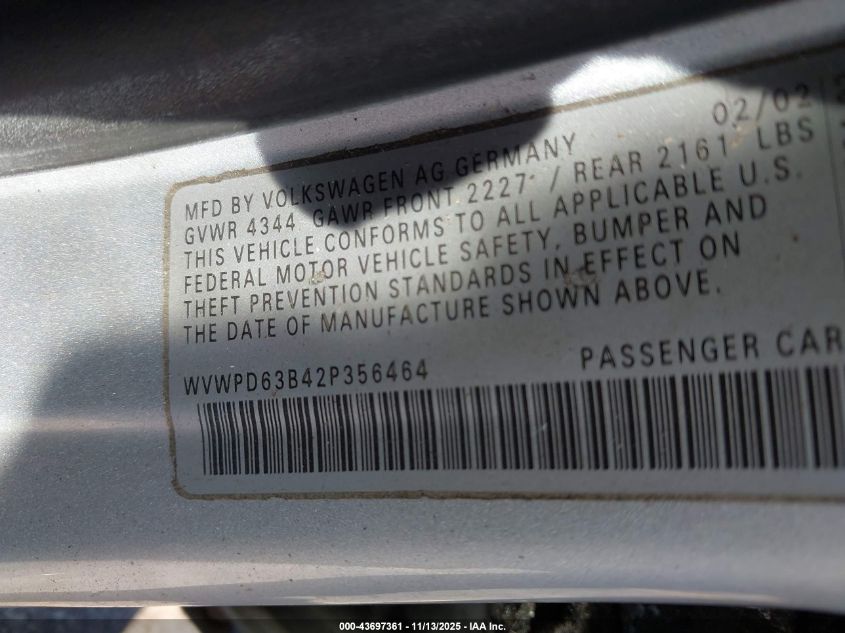 02/02
MFD BY VOLKSWAGEN AG GERMANY
GVWR 4344 GAWR FRONT 2227 / REAR 2161 LBS
THIS VEHICLE CONFORMS TO ALL APPLICABLE U.S.
FEDERAL MOTOR VEHICLE SAFETY, BUMPER AND
THEFT PREVENTION STANDARDS IN EFFECT ON
THE DATE OF MANUFACTURE SHOWN ABOVE.
WVWPD63B42P356464 PASSENGER CAR
000-43697361 | 11/13/2025 - IAA Inc.